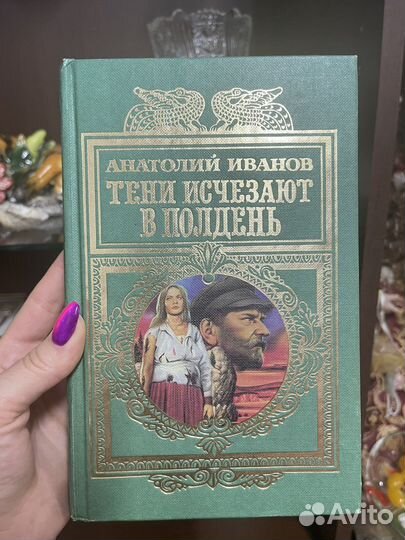 АНАТОЛИЙ ИВАНОВ
ТЕНИ ИСЧЕЗАЮТ
В ПОЛДЕНЬ
Avito